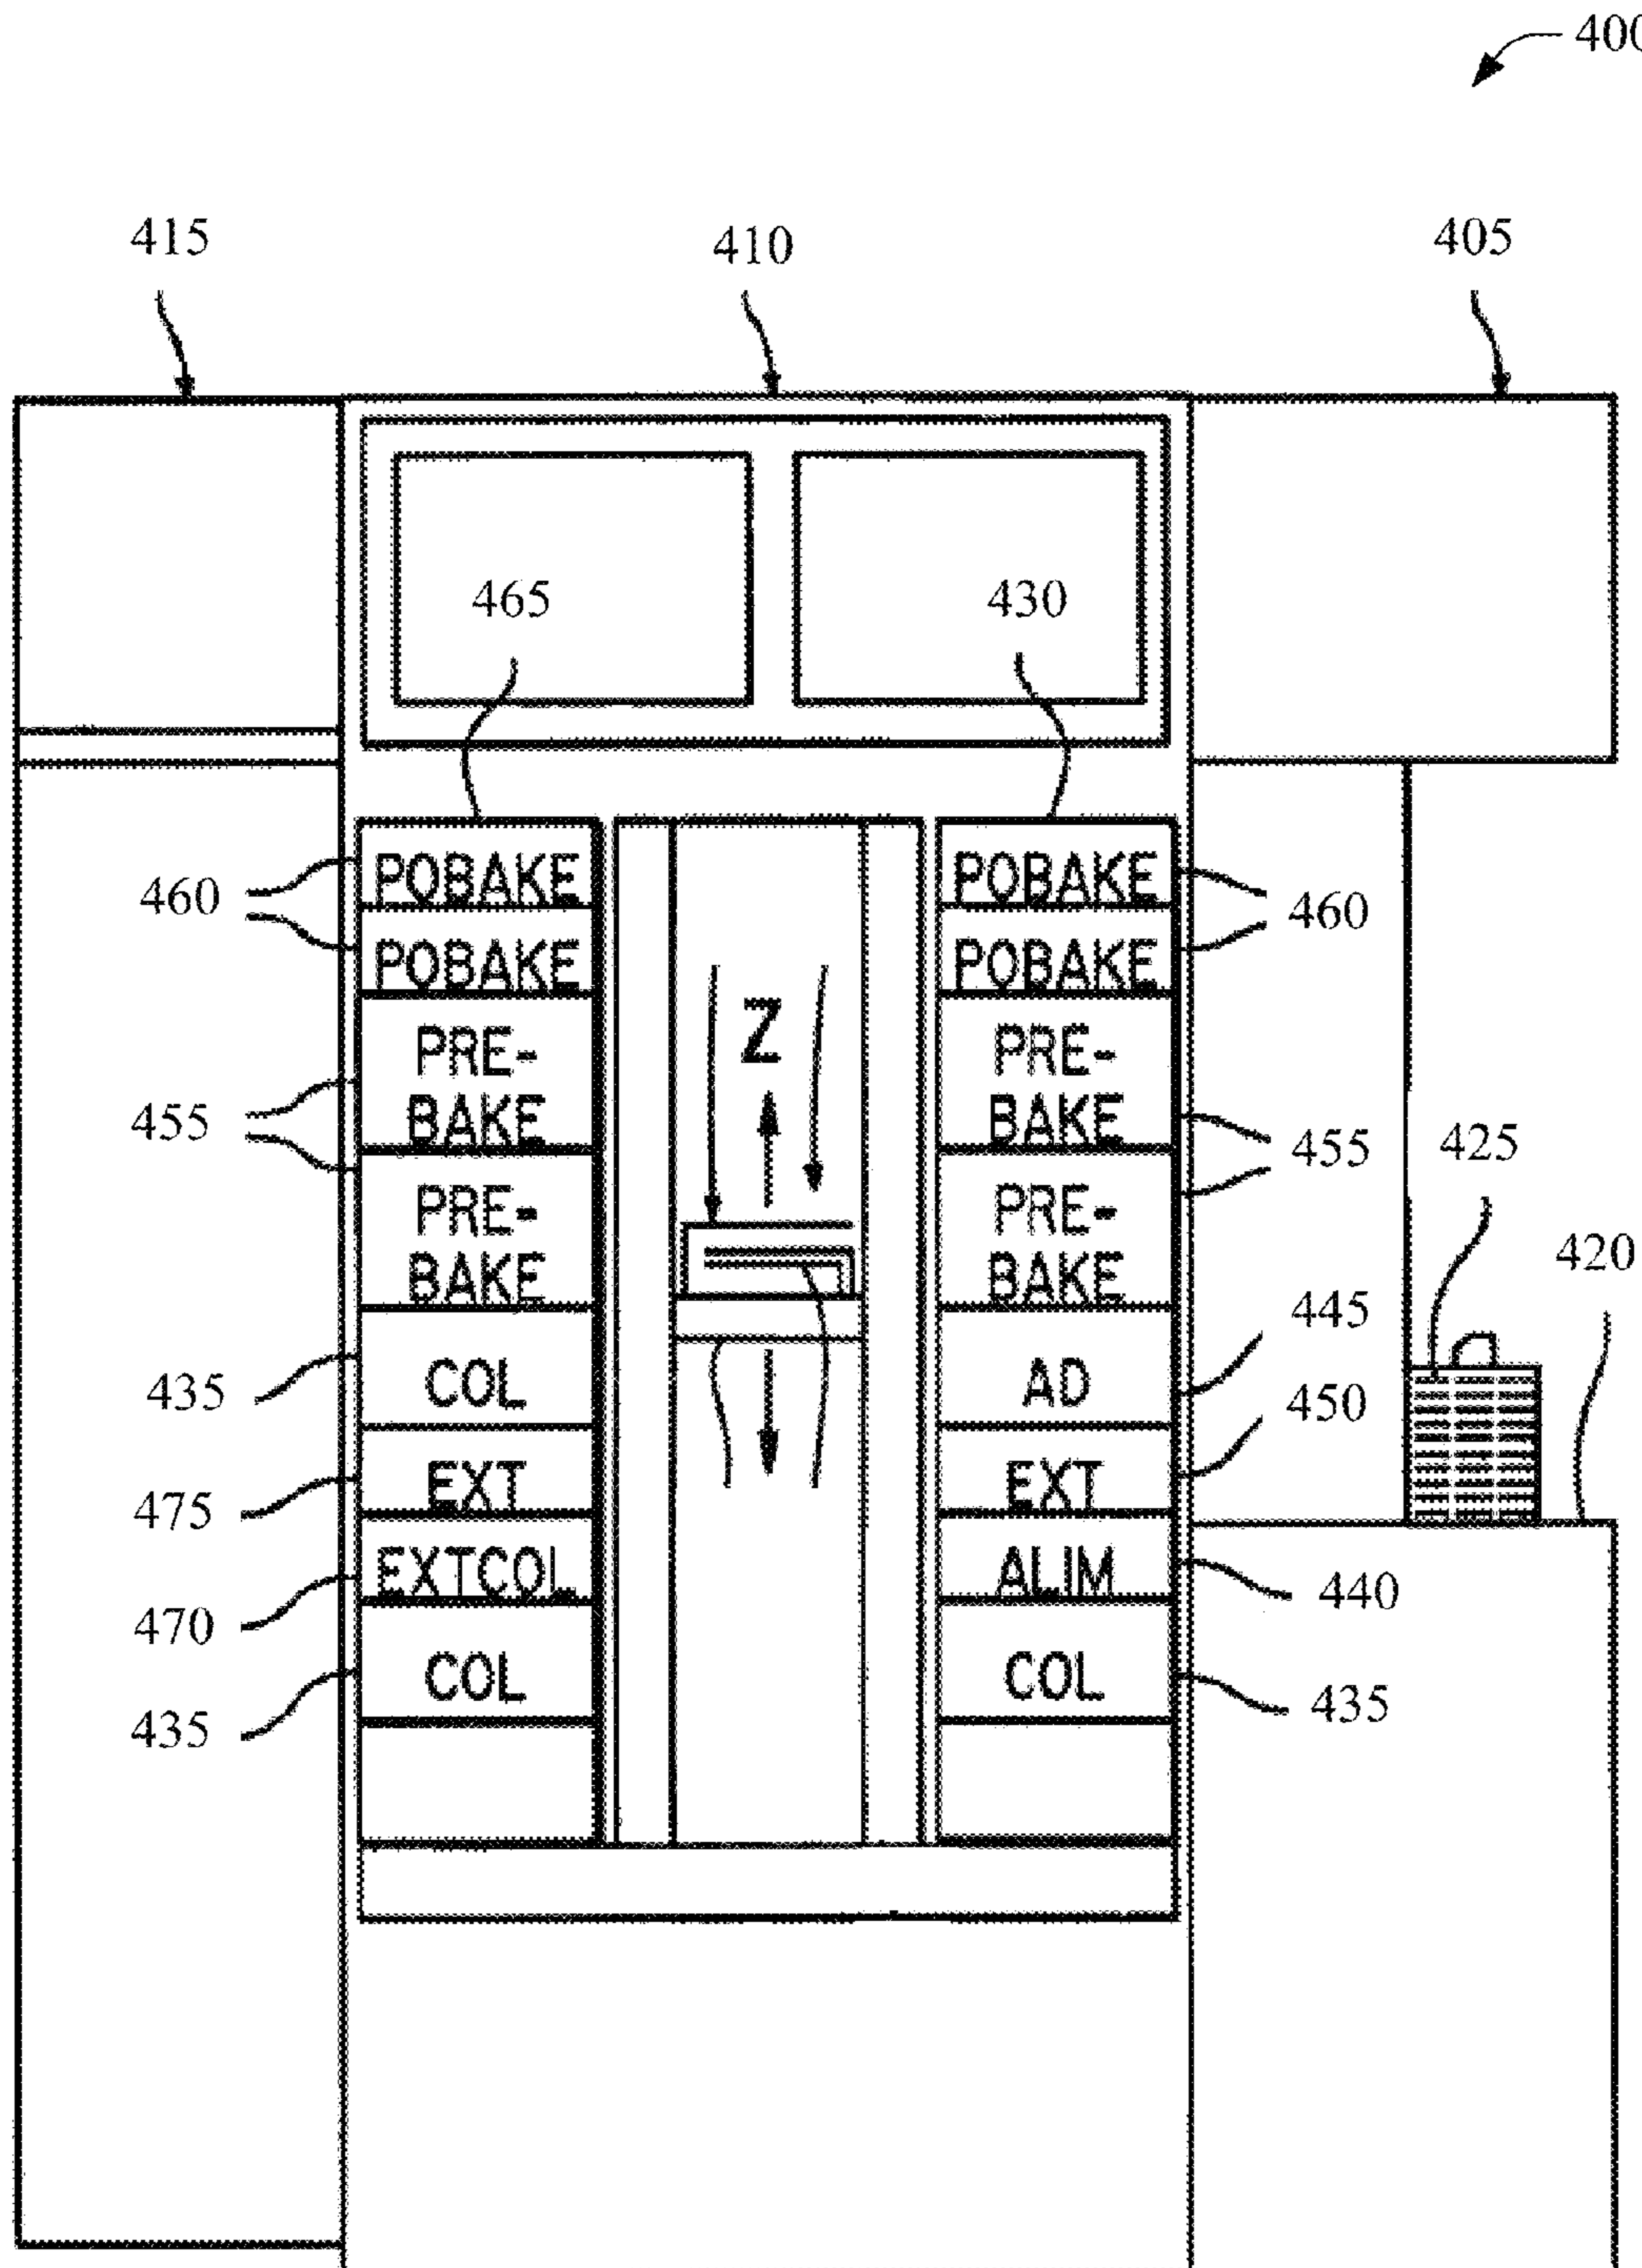 400
415 410 405
465 430
POBAKE POBAKE
460 460
POBAKE POBAKE
Z
PRE- PRE-
BAKE BAKE
455 455 425
PRE- PRE-
BAKE BAKE
420
445
435 COL AD 450
475 EXT EXT
470 EXTCOL ALIM 440
435 COL COL 435